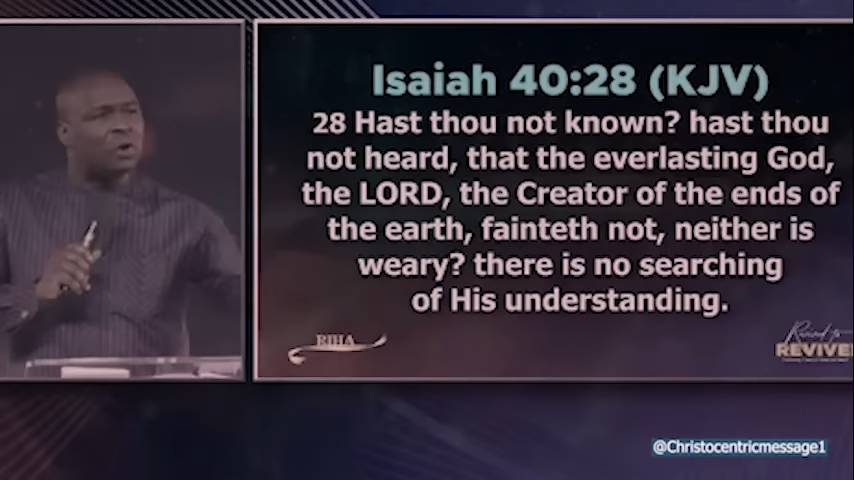 Isaiah 40:28 (KJV)
28 Hast thou not known? hast thou
not heard, that the everlasting God,
the LORD, the Creator of the ends of
the earth, fainteth not, neither is
weary? there is no searching
of His understanding.
RIHA
REVIVE
@Christocentricmessage1